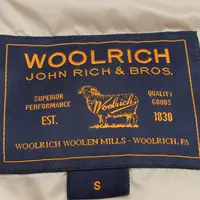 WOOLRICH
JOHN RICH & BROS.
SUPERIOR PERFORMANCE
QUALITY GOODS
Woolrich
EST.
1830
WOOLRICH WOOLEN MILLS - WOOLRICH, PA
S